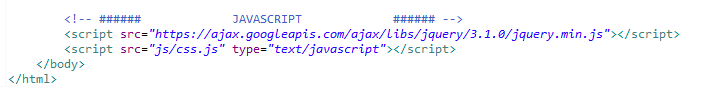 <!-- ###### JAVASCRIPT ###### -->
<script src="https://ajax.googleapis.com/ajax/libs/jquery/3.1.0/jquery.min.js"></script>
<script src="js/css.js" type="text/javascript"></script>
</body>
</html>